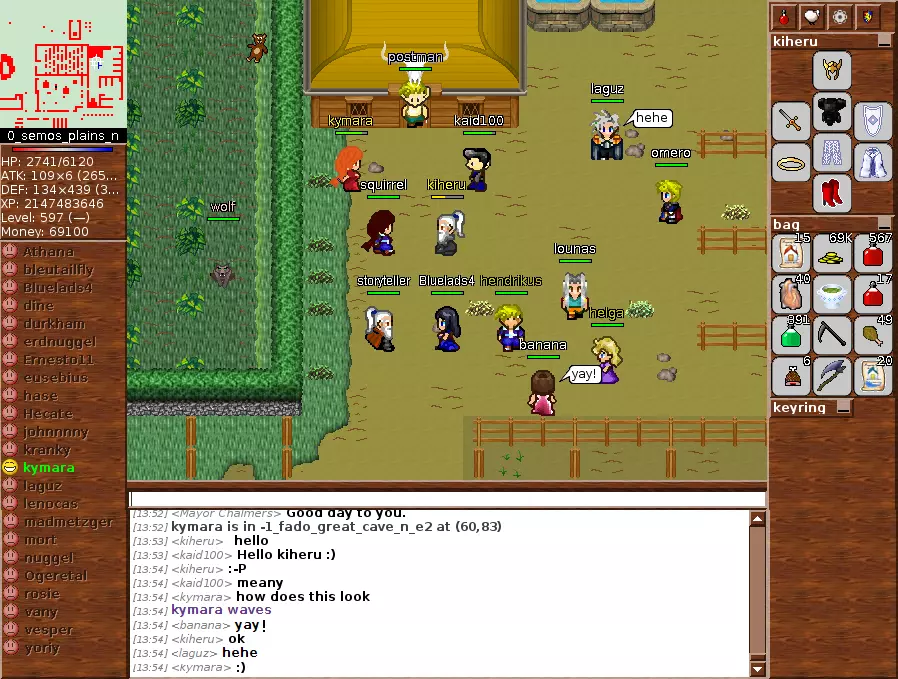 0_semos_plains_n
HP: 2741/6120
ATK: 109×6 (265...
DEF: 134×439 (3...
XP: 2147483646
Level: 597 (—)
Money: 69100
Athana
bleutailfly
Bluelads4
dine
durkham
erdnuggel
Ernesto11
eusebius
hase
Hecate
johnnnny
kranky
kymara
laguz
lenocas
madmetzger
mort
nuggel
Ogeretal
rosie
vany
vesper
yoriy
postman
laguz
hehe
kymara
kaid100
omero
squirrel
kiheru
wolf
lounas
storyteller
Bluelads4
hendrikus
helga
banana
yay!
[13:52] <Mayor Chalmers> Good day to you.
[13:52] kymara is in -1_fado_great_cave_n_e2 at (60,83)
[13:53] <kiheru> hello
[13:53] <kaid100> Hello kiheru :)
[13:54] <kiheru> :-P
[13:54] <kaid100> meany
[13:54] <kymara> how does this look
[13:54] kymara waves
[13:54] <banana> yay!
[13:54] <kiheru> ok
[13:54] <laguz> hehe
[13:54] <kymara> :)
kiheru
bag
15
69K
567
40
17
391
49
6
20
keyring